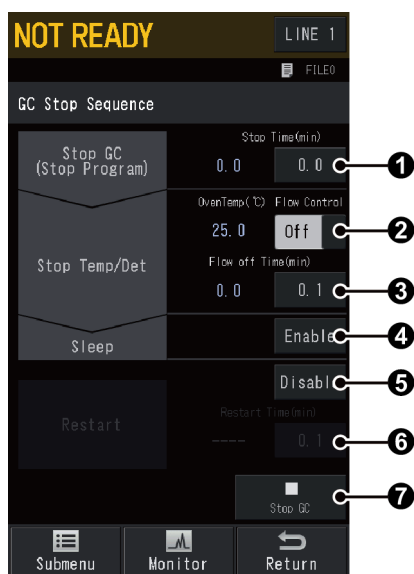 NOT READY
LINE 1
FILE0
GC Stop Sequence
Stop GC
(Stop Program)
Stop Time(min)
0.0
0.0
1
OvenTemp(℃)
Flow Control
25.0
Off
2
Stop Temp/Det
Flow off Time(min)
0.0
0.1
3
Sleep
Enable
4
Disabl
5
Restart
Restart Time(min)
----
0.1
6
Stop GC
7
Submenu
Monitor
Return